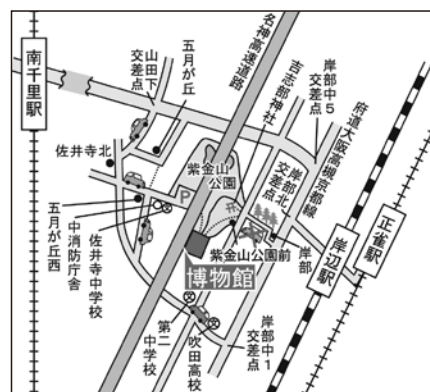 南千里駅
山田下
交差点
五月が丘
名神高速道路
吉志部神社
岸部中5
交差点
府道大阪高槻京都線
佐井寺北
紫金山
公園
岸部北
交差点
P
五月が丘西
中消防庁舎
佐井寺中学校
紫金山公園前
岸部
岸辺駅
正雀駅
博物館
第二
中学校
吹田高校
岸部中1
交差点